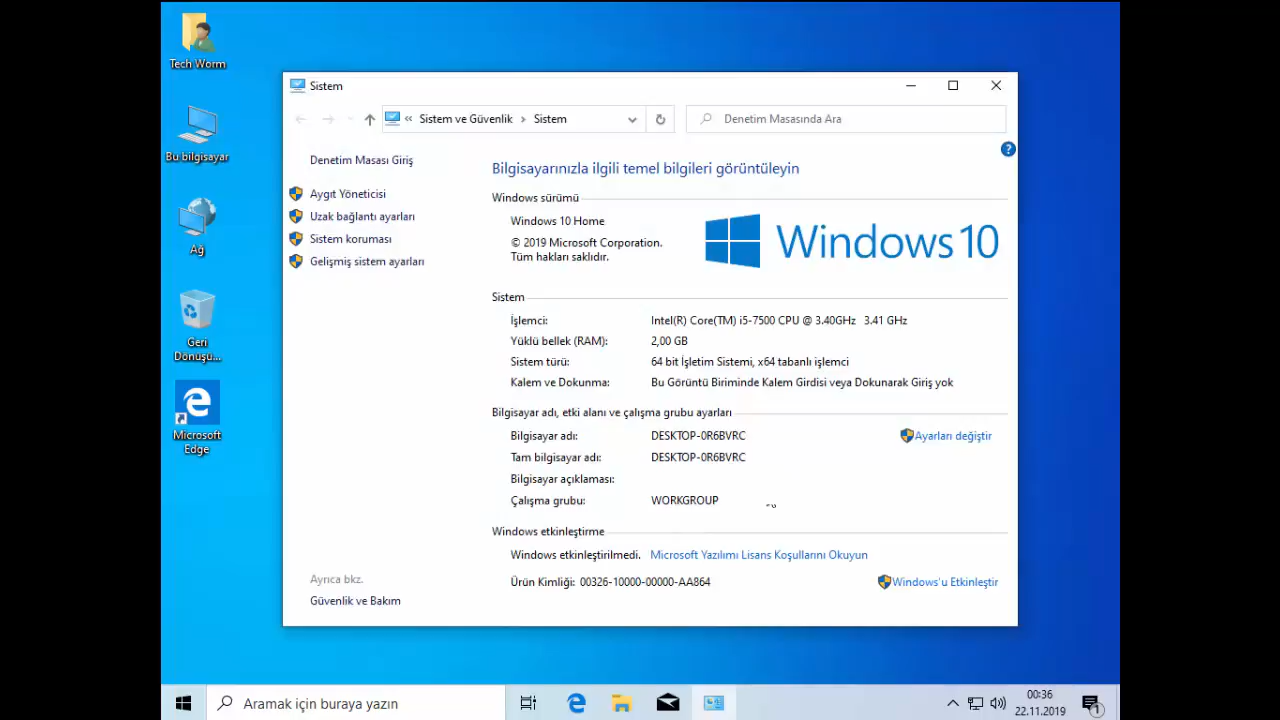 Tech Worm
Bu bilgisayar
Ağ
Geri
Dönüşü...
Microsoft
Edge
Sistem
« Sistem ve Güvenlik › Sistem
Denetim Masasında Ara
?
Denetim Masası Giriş
Aygıt Yöneticisi
Uzak bağlantı ayarları
Sistem koruması
Gelişmiş sistem ayarları
Ayrıca bkz.
Güvenlik ve Bakım
Bilgisayarınızla ilgili temel bilgileri görüntüleyin
Windows sürümü
Windows 10 Home
© 2019 Microsoft Corporation.
Tüm hakları saklıdır.
Windows 10
Sistem
İşlemci: Intel(R) Core(TM) i5-7500 CPU @ 3.40GHz 3.41 GHz
Yüklü bellek (RAM): 2,00 GB
Sistem türü: 64 bit İşletim Sistemi, x64 tabanlı işlemci
Kalem ve Dokunma: Bu Görüntü Biriminde Kalem Girdisi veya Dokunarak Giriş yok
Bilgisayar adı, etki alanı ve çalışma grubu ayarları
Bilgisayar adı: DESKTOP-0R6BVRC Ayarları değiştir
Tam bilgisayar adı: DESKTOP-0R6BVRC
Bilgisayar açıklaması:
Çalışma grubu: WORKGROUP
Windows etkinleştirme
Windows etkinleştirilmedi. Microsoft Yazılımı Lisans Koşullarını Okuyun
Ürün Kimliği: 00326-10000-00000-AA864 Windows'u Etkinleştir
Aramak için buraya yazın
00:36
22.11.2019
1